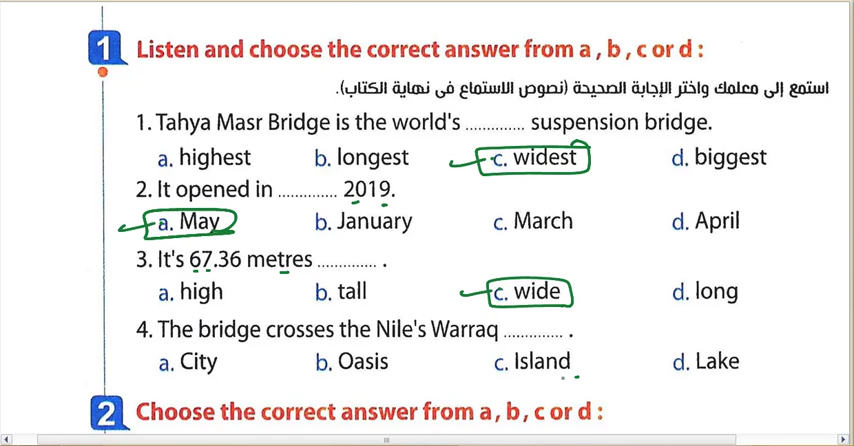 1 Listen and choose the correct answer from a , b , c or d :
استمع إلى معلمك واختر الإجابة الصحيحة (نصوص الاستماع فى نهاية الكتاب).
1. Tahya Masr Bridge is the world's .............. suspension bridge.
a. highest b. longest c. widest d. biggest
2. It opened in .............. 2019.
a. May b. January c. March d. April
3. It's 67.36 metres .............. .
a. high b. tall c. wide d. long
4. The bridge crosses the Nile's Warraq .............. .
a. City b. Oasis c. Island d. Lake
2 Choose the correct answer from a , b , c or d :